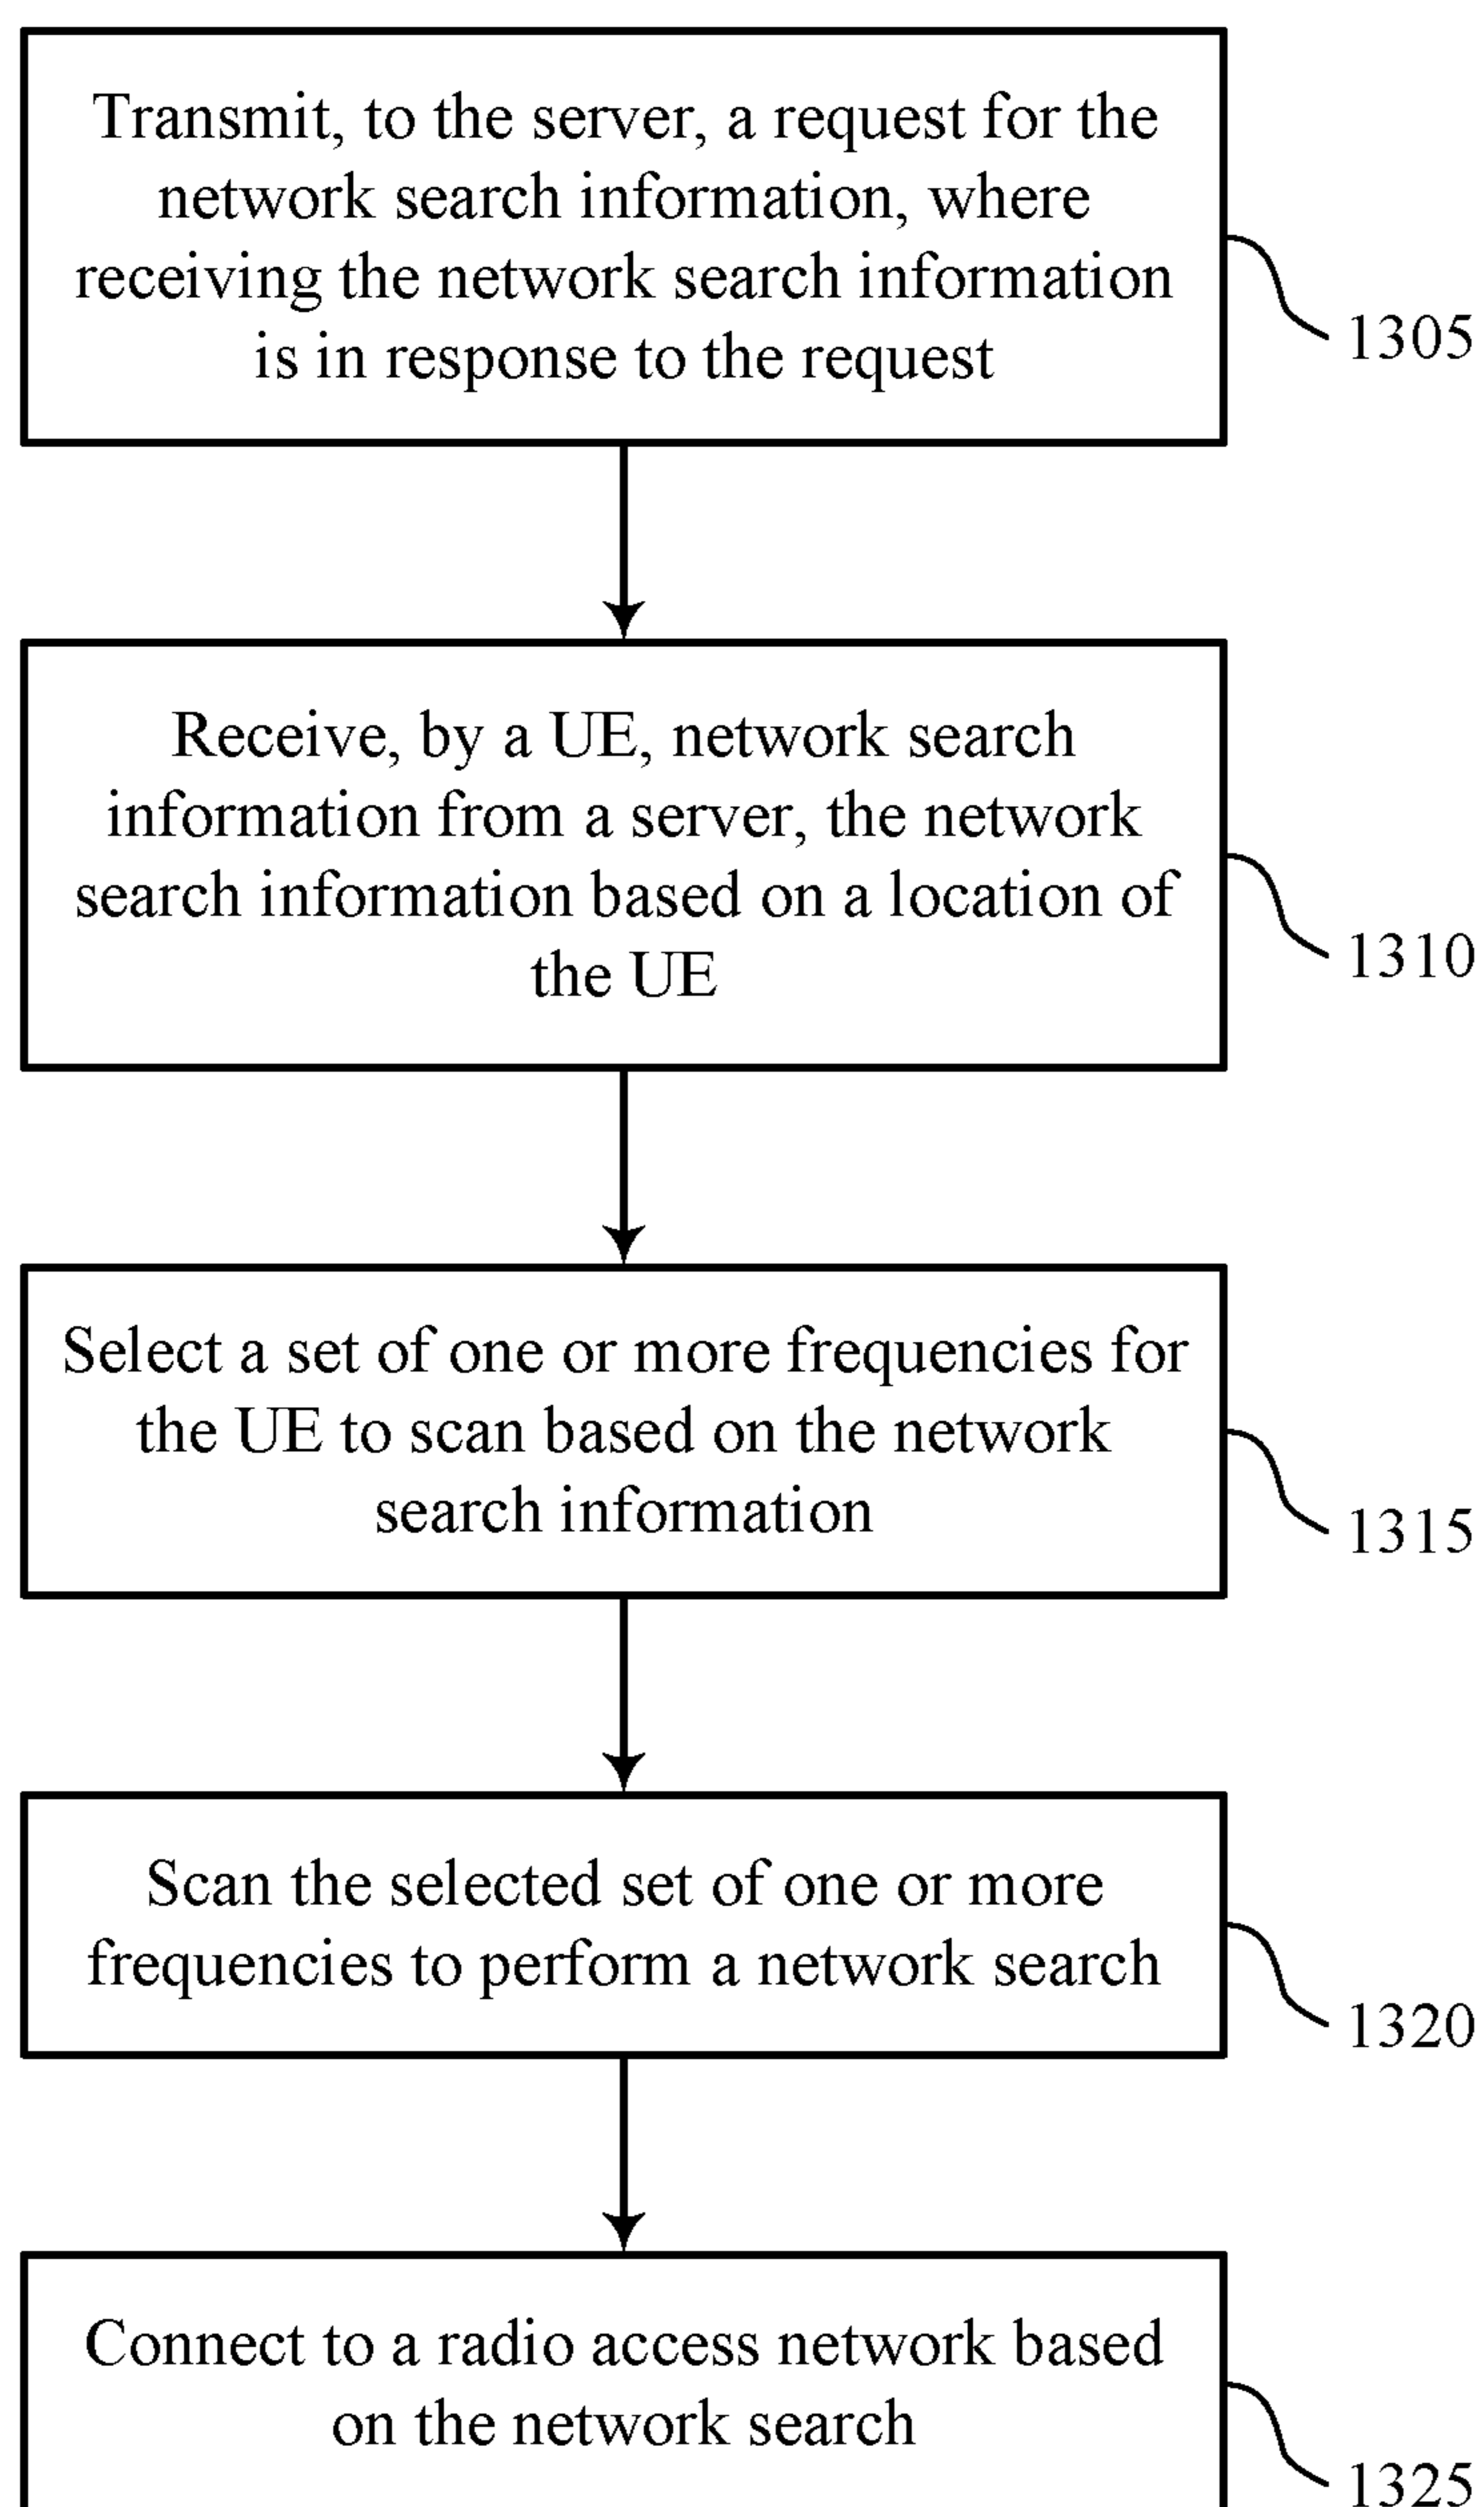 Transmit, to the server, a request for the
network search information, where
receiving the network search information
is in response to the request
1305
Receive, by a UE, network search
information from a server, the network
search information based on a location of
the UE
1310
Select a set of one or more frequencies for
the UE to scan based on the network
search information
1315
Scan the selected set of one or more
frequencies to perform a network search
1320
Connect to a radio access network based
on the network search
1325